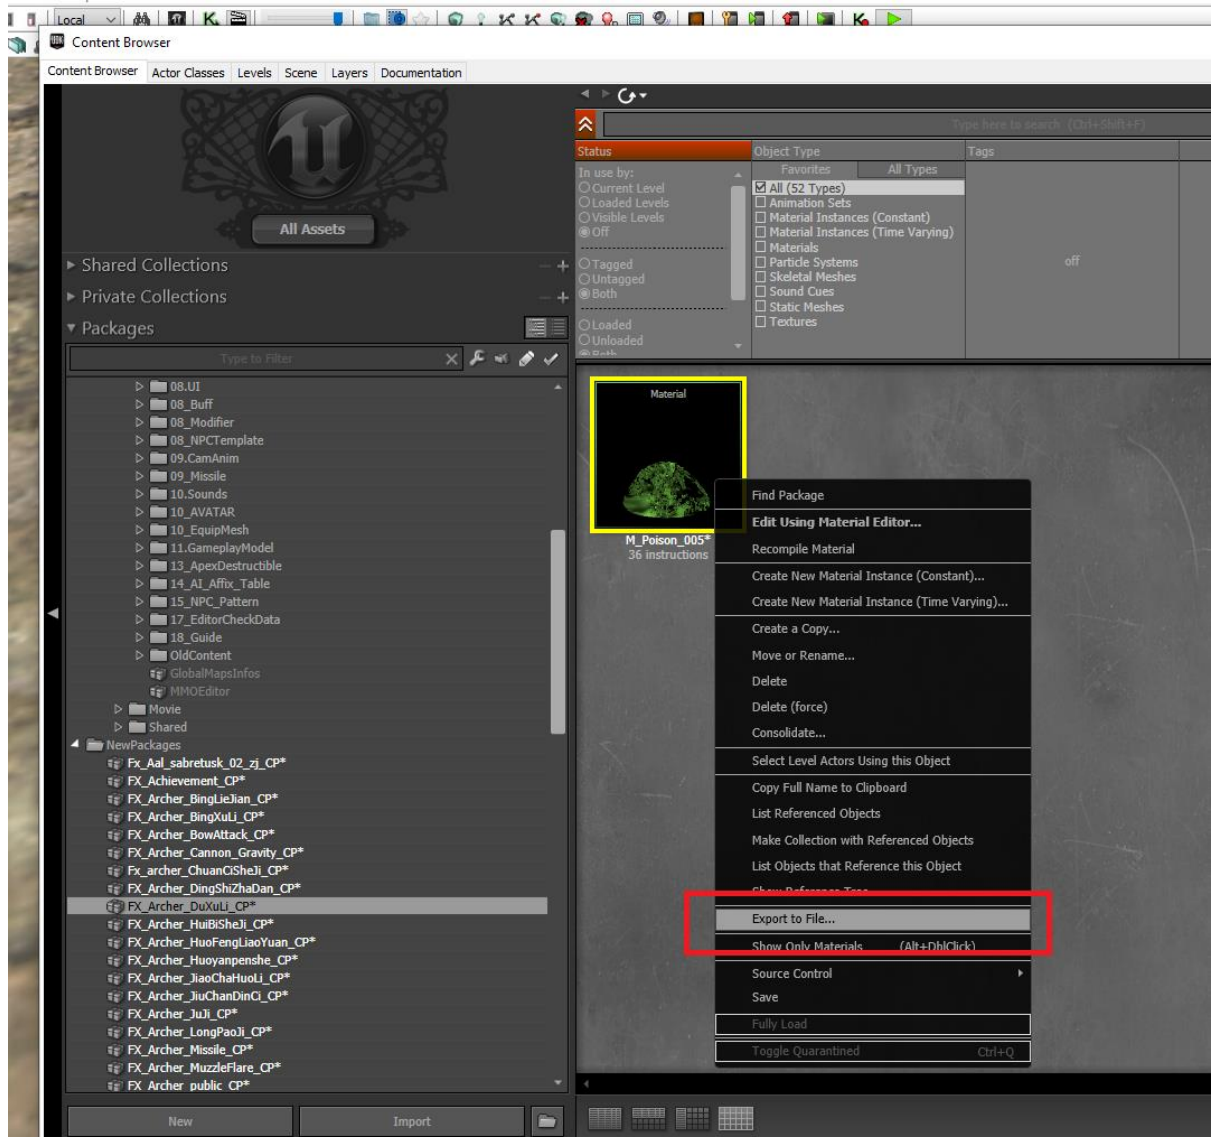 Local
Content Browser
Content Browser Actor Classes Levels Scene Layers Documentation
All Assets
Shared Collections
Private Collections
Packages
Type to Filter
08.UI
08_Buff
08_Modifier
08_NPCTemplate
09.CamAnim
09_Missile
10.Sounds
10_AVATAR
10_EquipMesh
11.GameplayModel
13_ApexDestructible
14_AI_Affix_Table
15_NPC_Pattern
17_EditorCheckData
18_Guide
OldContent
GlobalMapsInfos
MMOEditor
Movie
Shared
NewPackages
Fx_Aal_sabretusk_02_zj_CP*
FX_Achievement_CP*
FX_Archer_BingLieJian_CP*
FX_Archer_BingXuLi_CP*
FX_Archer_BowAttack_CP*
FX_Archer_Cannon_Gravity_CP*
Fx_archer_ChuanCiSheJi_CP*
FX_Archer_DingShiZhaDan_CP*
FX_Archer_DuXuLi_CP*
FX_Archer_HuiBiSheJi_CP*
FX_Archer_HuoFengLiaoYuan_CP*
FX_Archer_Huoyanpenshe_CP*
FX_Archer_JiaoChaHuoLi_CP*
FX_Archer_JiuChanDinCi_CP*
FX_Archer_JuJi_CP*
FX_Archer_LongPaoJi_CP*
FX_Archer_Missile_CP*
FX_Archer_MuzzleFlare_CP*
FX_Archer_public_CP*
New Import
Type here to search (Ctrl+Shift+F)
Status
In use by:
Current Level
Loaded Levels
Visible Levels
Off
Tagged
Untagged
Both
Loaded
Unloaded
Both
Object Type
Favorites All Types
All (52 Types)
Animation Sets
Material Instances (Constant)
Material Instances (Time Varying)
Materials
Particle Systems
Skeletal Meshes
Sound Cues
Static Meshes
Textures
Tags
off
Material
M_Poison_005*
36 instructions
Find Package
Edit Using Material Editor...
Recompile Material
Create New Material Instance (Constant)...
Create New Material Instance (Time Varying)...
Create a Copy...
Move or Rename...
Delete
Delete (force)
Consolidate...
Select Level Actors Using this Object
Copy Full Name to Clipboard
List Referenced Objects
Make Collection with Referenced Objects
List Objects that Reference this Object
Show Reference Tree
Export to File...
Show Only Materials (Alt+DblClick)
Source Control
Save
Fully Load
Toggle Quarantined Ctrl+Q